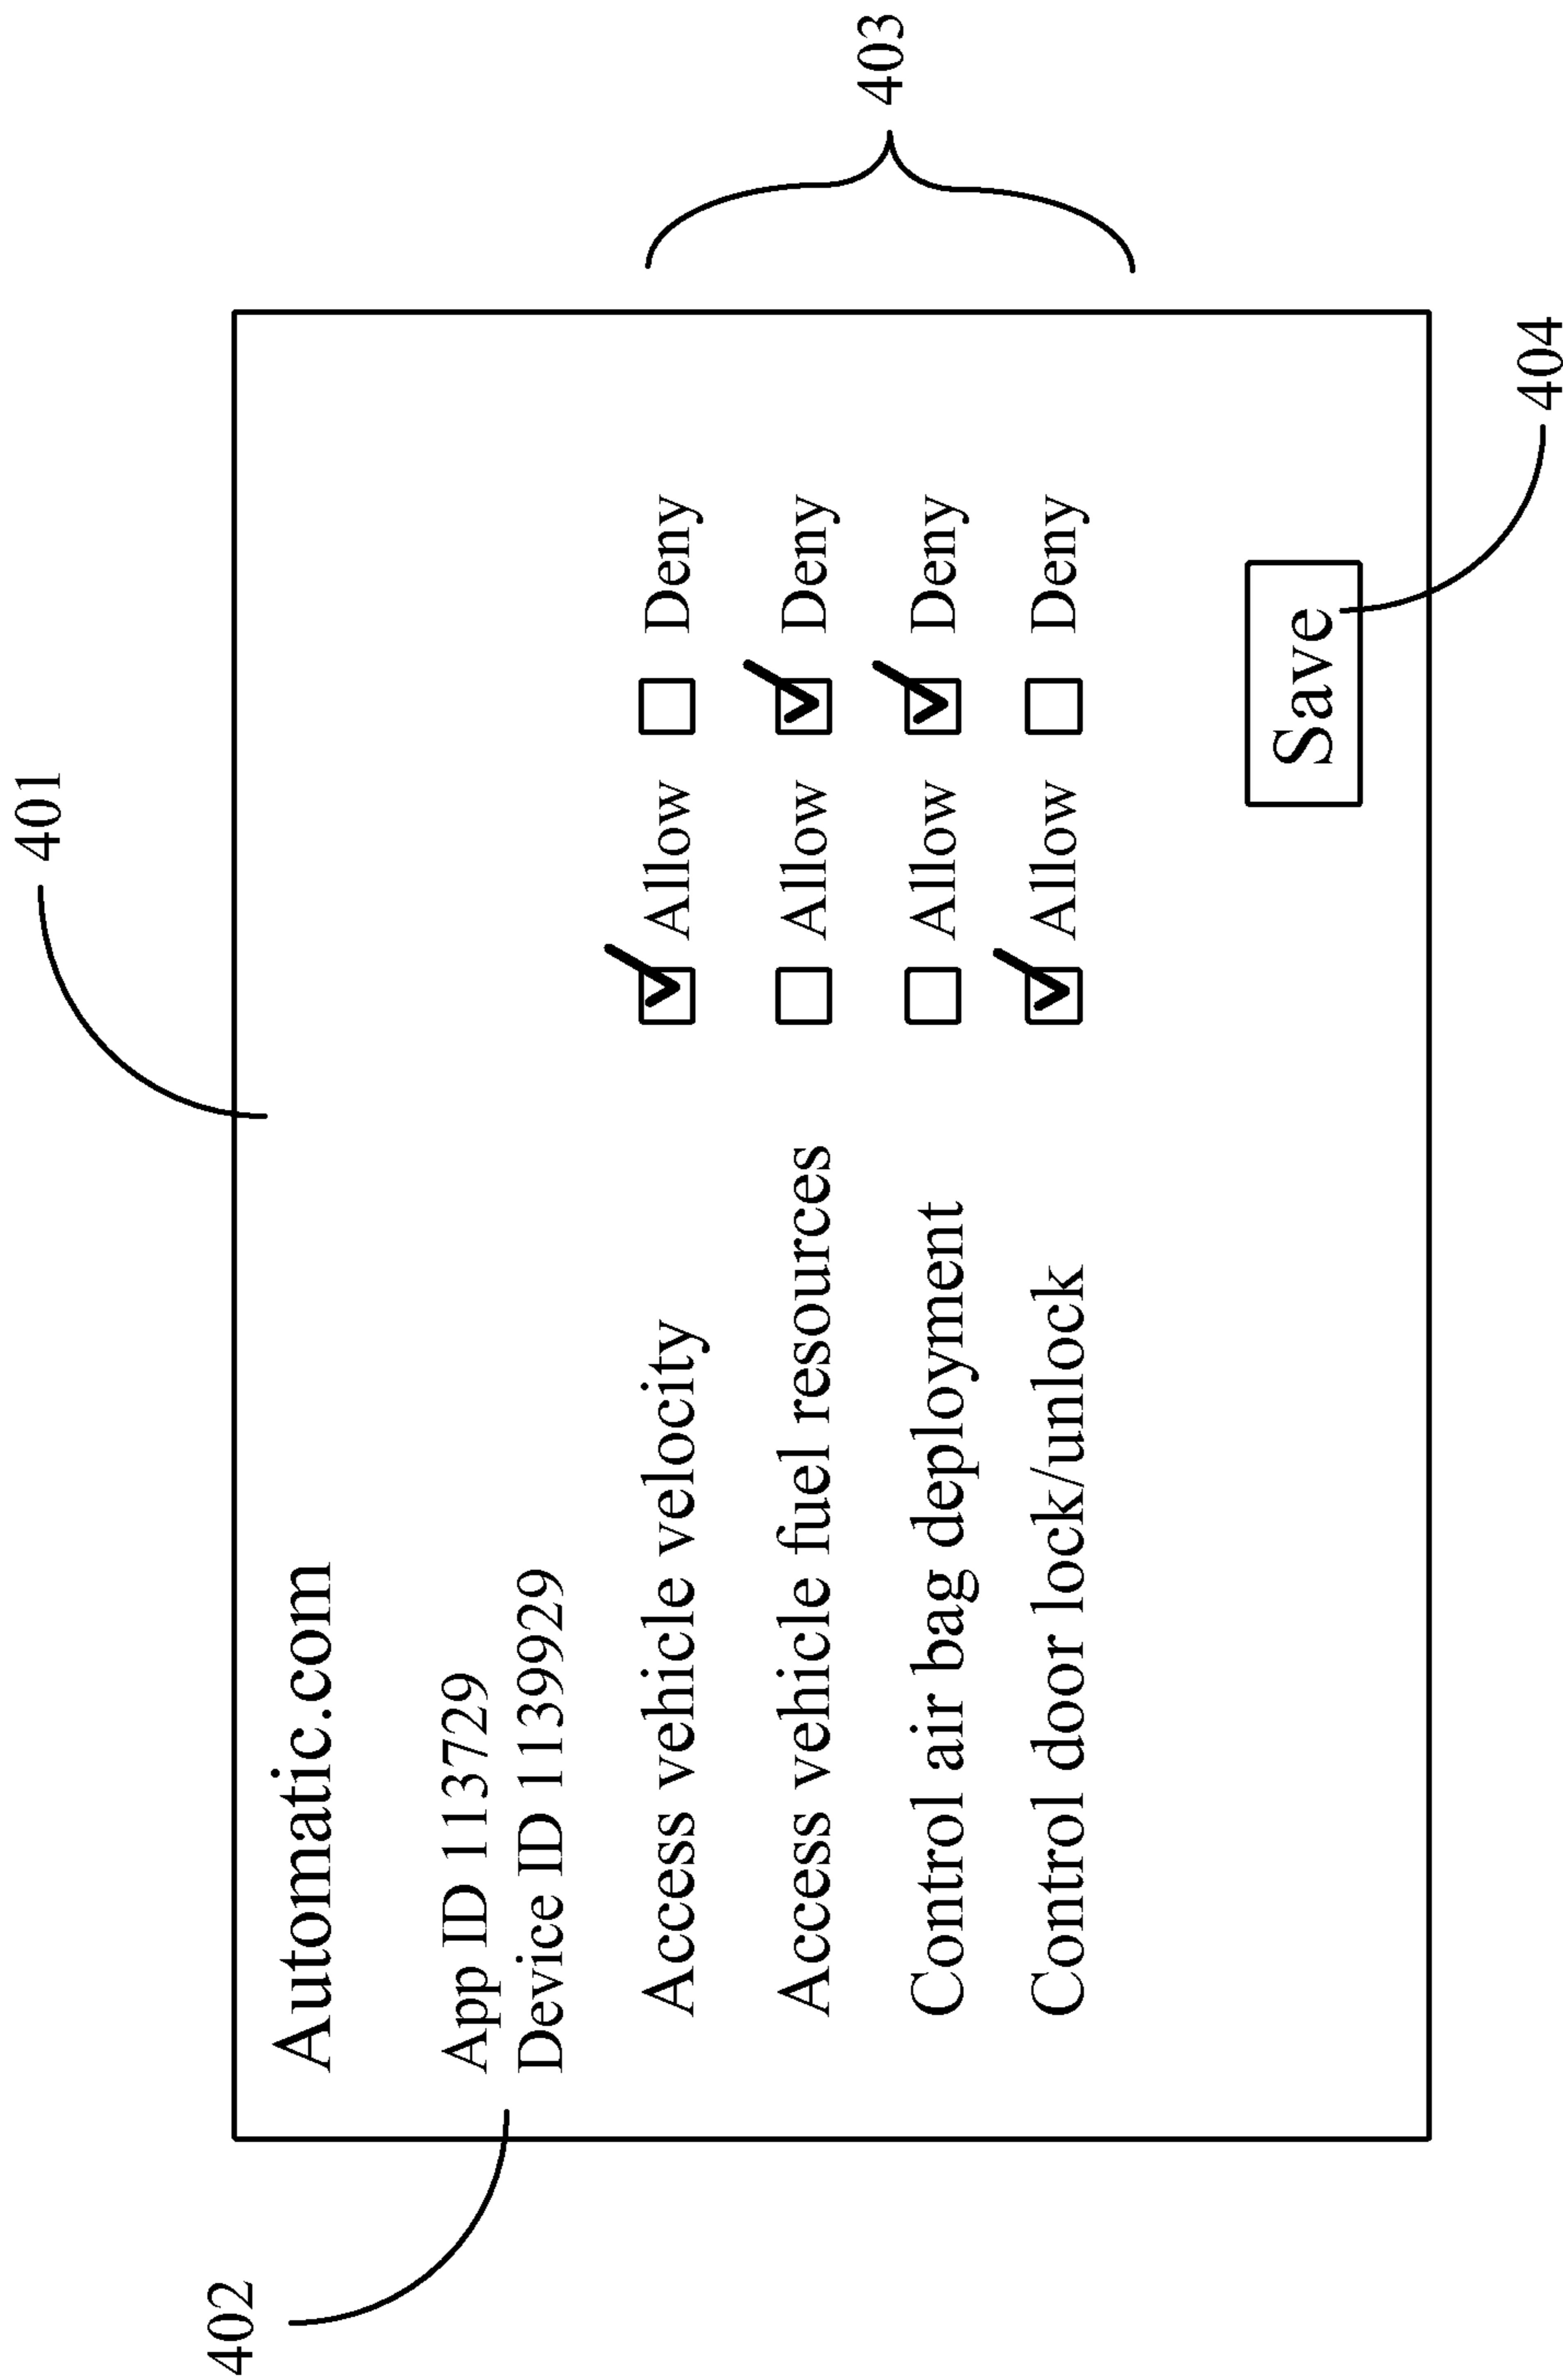 401
402
Automatic.com
App ID 113729
Device ID 1139929
Access vehicle velocity Allow Deny
Access vehicle fuel resources Allow Deny
Control air bag deployment Allow Deny
Control door lock/unlock Allow Deny
403
Save
404